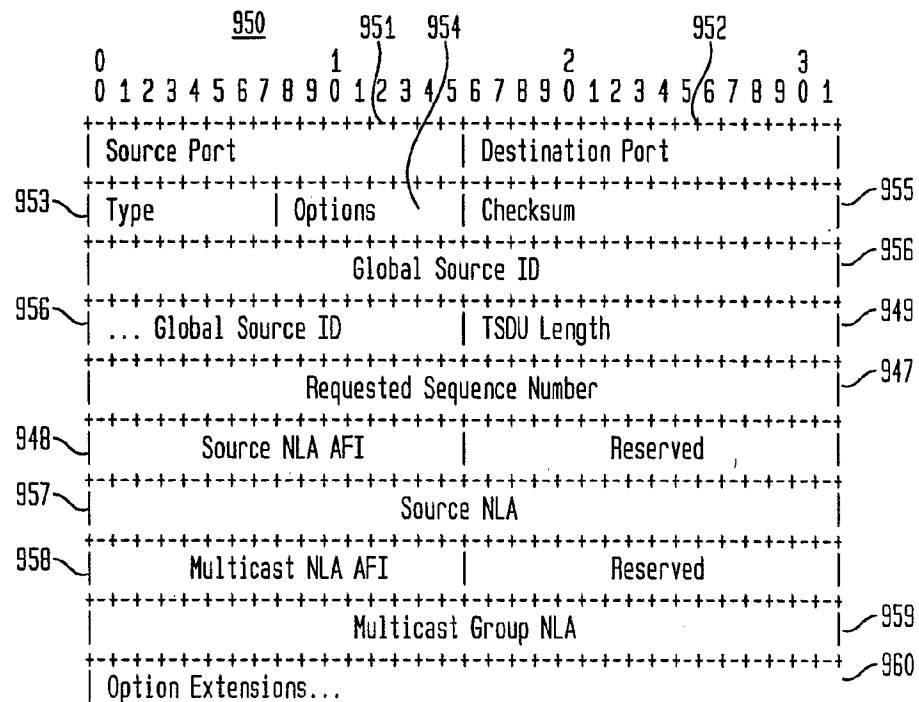 950 951 954 952
0 1 2 3
0 1 2 3 4 5 6 7 8 9 0 1 2 3 4 5 6 7 8 9 0 1 2 3 4 5 6 7 8 9 0 1
+-+-+-+-+-+-+-+-+-+-+-+-+-+-+-+-+-+-+-+-+-+-+-+-+-+-+-+-+-+-+-+-+
| Source Port | Destination Port |
+-+-+-+-+-+-+-+-+-+-+-+-+-+-+-+-+-+-+-+-+-+-+-+-+-+-+-+-+-+-+-+-+
953 | Type | Options | Checksum | 955
+-+-+-+-+-+-+-+-+-+-+-+-+-+-+-+-+-+-+-+-+-+-+-+-+-+-+-+-+-+-+-+-+
| Global Source ID | 956
+-+-+-+-+-+-+-+-+-+-+-+-+-+-+-+-+-+-+-+-+-+-+-+-+-+-+-+-+-+-+-+-+
956 | ... Global Source ID | TSDU Length | 949
+-+-+-+-+-+-+-+-+-+-+-+-+-+-+-+-+-+-+-+-+-+-+-+-+-+-+-+-+-+-+-+-+
| Requested Sequence Number | 947
+-+-+-+-+-+-+-+-+-+-+-+-+-+-+-+-+-+-+-+-+-+-+-+-+-+-+-+-+-+-+-+-+
948 | Source NLA AFI | Reserved |
+-+-+-+-+-+-+-+-+-+-+-+-+-+-+-+-+-+-+-+-+-+-+-+-+-+-+-+-+-+-+-+-+
957 | Source NLA |
+-+-+-+-+-+-+-+-+-+-+-+-+-+-+-+-+-+-+-+-+-+-+-+-+-+-+-+-+-+-+-+-+
958 | Multicast NLA AFI | Reserved |
+-+-+-+-+-+-+-+-+-+-+-+-+-+-+-+-+-+-+-+-+-+-+-+-+-+-+-+-+-+-+-+-+
| Multicast Group NLA | 959
+-+-+-+-+-+-+-+-+-+-+-+-+-+-+-+-+-+-+-+-+-+-+-+-+-+-+-+-+-+-+-+-+ 960
| Option Extensions...